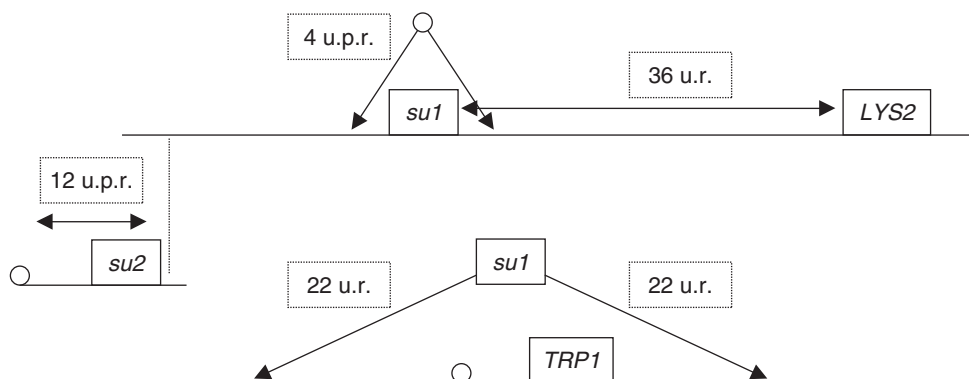 4 u.p.r.
36 u.r.
su1
LYS2
12 u.p.r.
su2
su1
22 u.r.
22 u.r.
TRP1